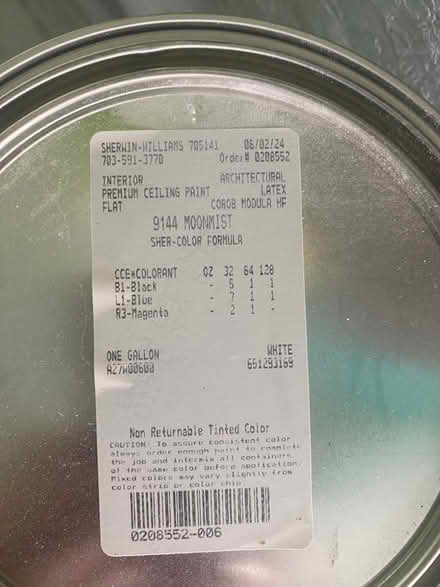 SHERWIN-WILLIAMS 705141 06/02/24
703-591-3770 Order# 0208552
INTERIOR ARCHITECTURAL
PREMIUM CEILING PAINT LATEX
FLAT COROB MODULA HF
9144 MOONMIST
SHER-COLOR FORMULA
CCE*COLORANT OZ 32 64 128
B1-Black - 5 1 1
L1-Blue - 7 1 1
R3-Magenta - 2 1 -
ONE GALLON WHITE
A27W00600 651293169
Non Returnable Tinted Color
CAUTION: To assure consistent color
always order enough paint to complete
the job and intermix all containers
of the same color before application.
Mixed colors may vary slightly from
color strip or color chip.
0208552-006